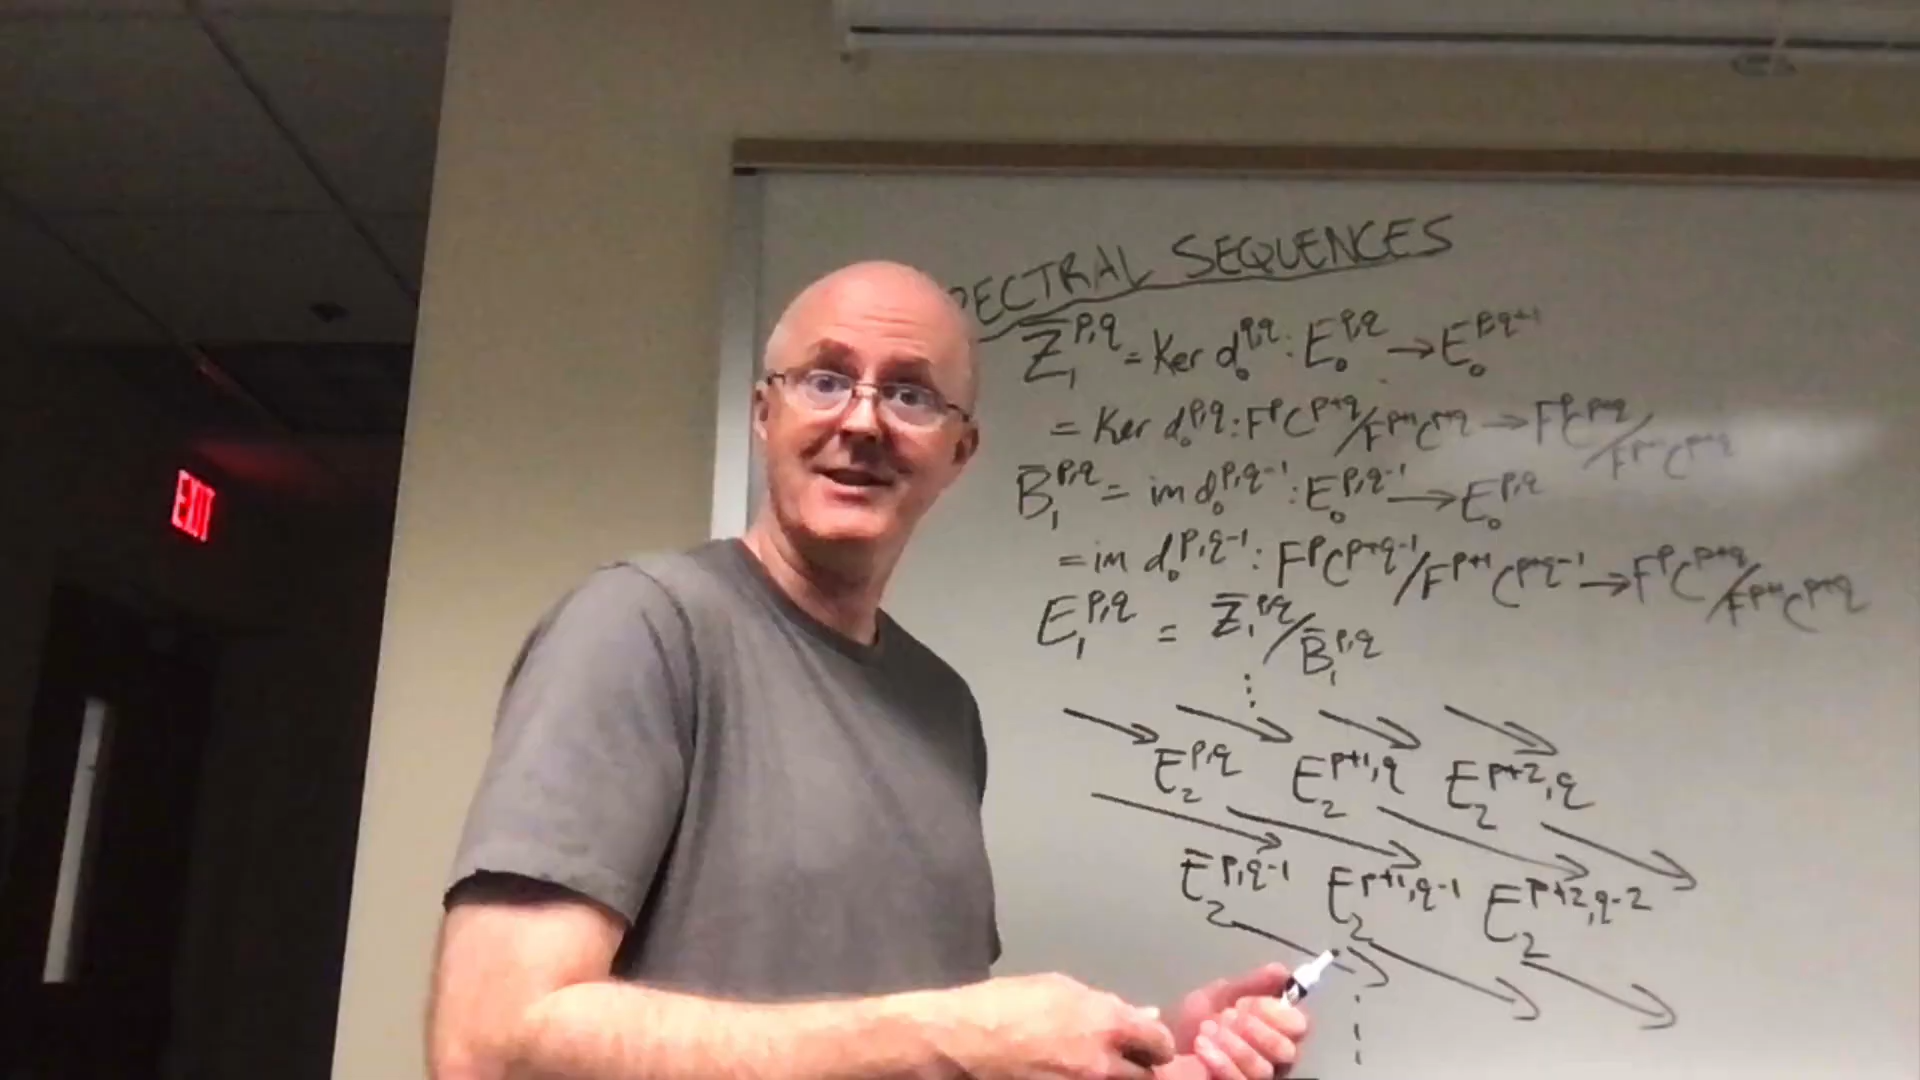 EXIT
PECTRAL SEQUENCES
Z̄₁^{p,q} = Ker d₀^{p,q} : E₀^{p,q} → E₀^{p,q+1}
= Ker d₀^{p,q} : F^pC^{p+q}/F^{p+1}C^{p+q} → F^pC^{p+q}/F^{p+1}C^{p+q}
B̄₁^{p,q} = im d₀^{p,q-1} : E₀^{p,q-1} → E₀^{p,q}
= im d₀^{p,q-1} : F^pC^{p+q-1}/F^{p+1}C^{p+q-1} → F^pC^{p+q}/F^{p+1}C^{p+q}
E₁^{p,q} = Z̄₁^{p,q}/B̄₁^{p,q}
E₂^{p,q} E₂^{p+1,q} E₂^{p+2,q}
E₂^{p,q-1} E₂^{p+1,q-1} E₂^{p+2,q-2}